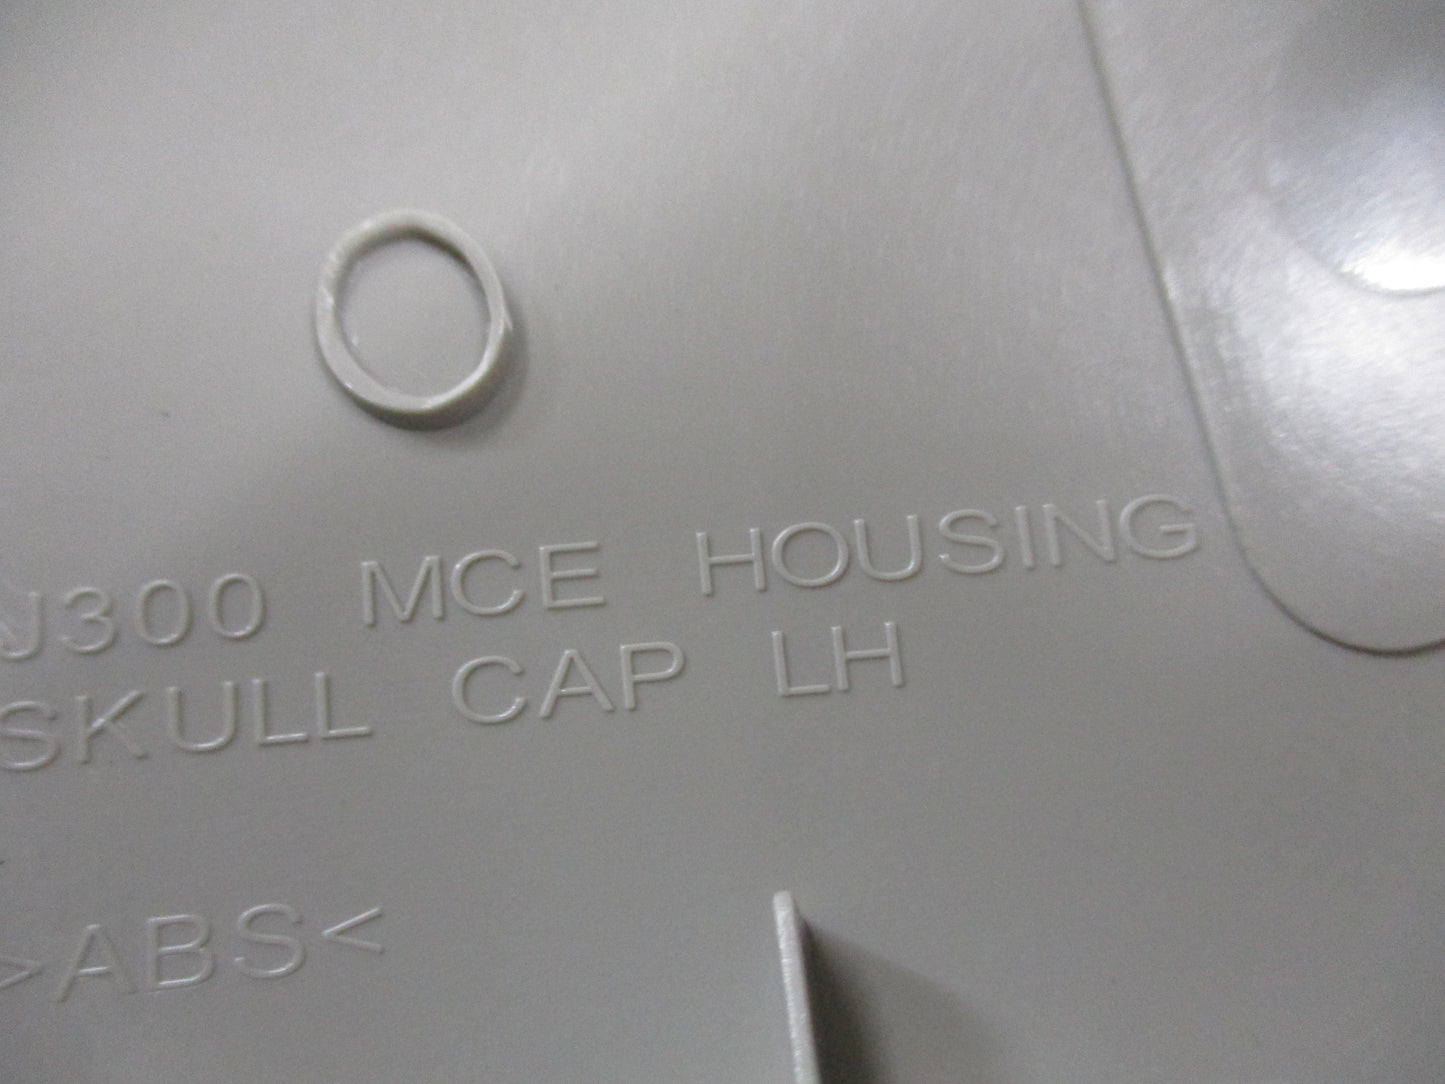 J300 MCE HOUSING
SKULL CAP LH
>ABS<